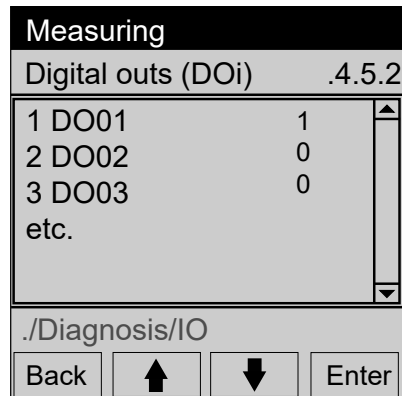 Measuring
Digital outs (DOi) .4.5.2
1 DO01 1
2 DO02 0
3 DO03 0
etc.
./Diagnosis/IO
Back Enter